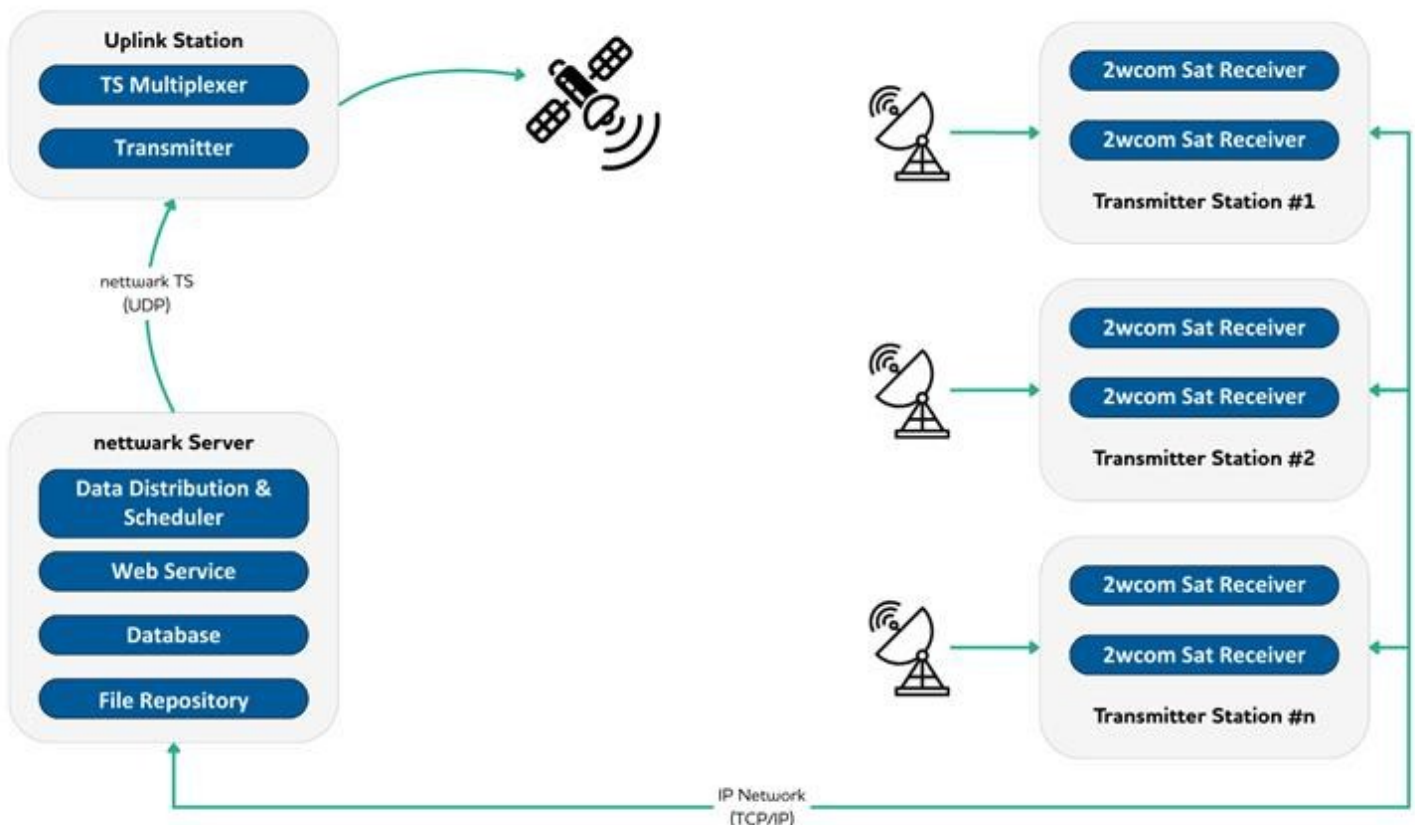 Uplink Station
TS Multiplexer
Transmitter
nettwark TS
(UDP)
nettwark Server
Data Distribution &
Scheduler
Web Service
Database
File Repository
2wcom Sat Receiver
2wcom Sat Receiver
Transmitter Station #1
2wcom Sat Receiver
2wcom Sat Receiver
Transmitter Station #2
2wcom Sat Receiver
2wcom Sat Receiver
Transmitter Station #n
IP Network
(TCP/IP)